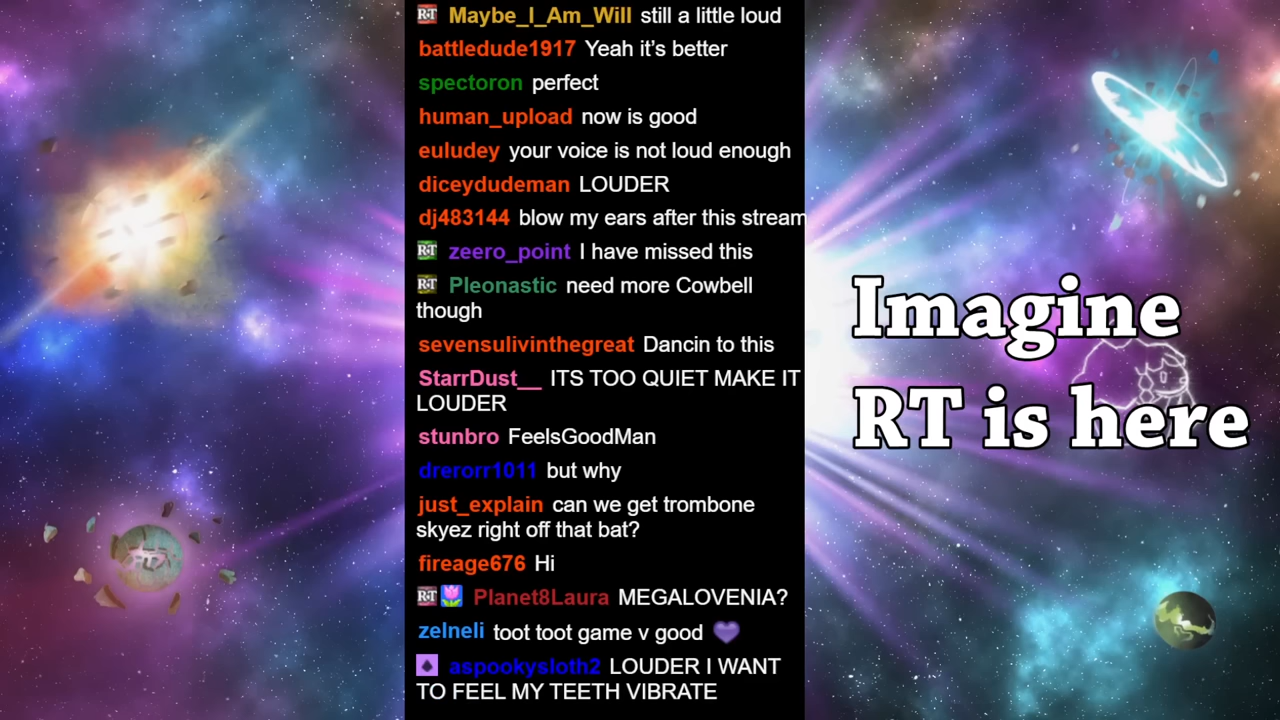 RT Maybe_I_Am_Will still a little loud
battledude1917 Yeah it's better
spectoron perfect
human_upload now is good
euludey your voice is not loud enough
diceydudeman LOUDER
dj483144 blow my ears after this stream
RT zeero_point I have missed this
RT Pleonastic need more Cowbell
though
sevensulivinthegreat Dancin to this
StarrDust__ ITS TOO QUIET MAKE IT
LOUDER
stunbro FeelsGoodMan
drerorr1011 but why
just_explain can we get trombone
skyez right off that bat?
fireage676 Hi
RT Planet8Laura MEGALOVENIA?
zelneli toot toot game v good
aspookysloth2 LOUDER I WANT
TO FEEL MY TEETH VIBRATE
Imagine
RT is here